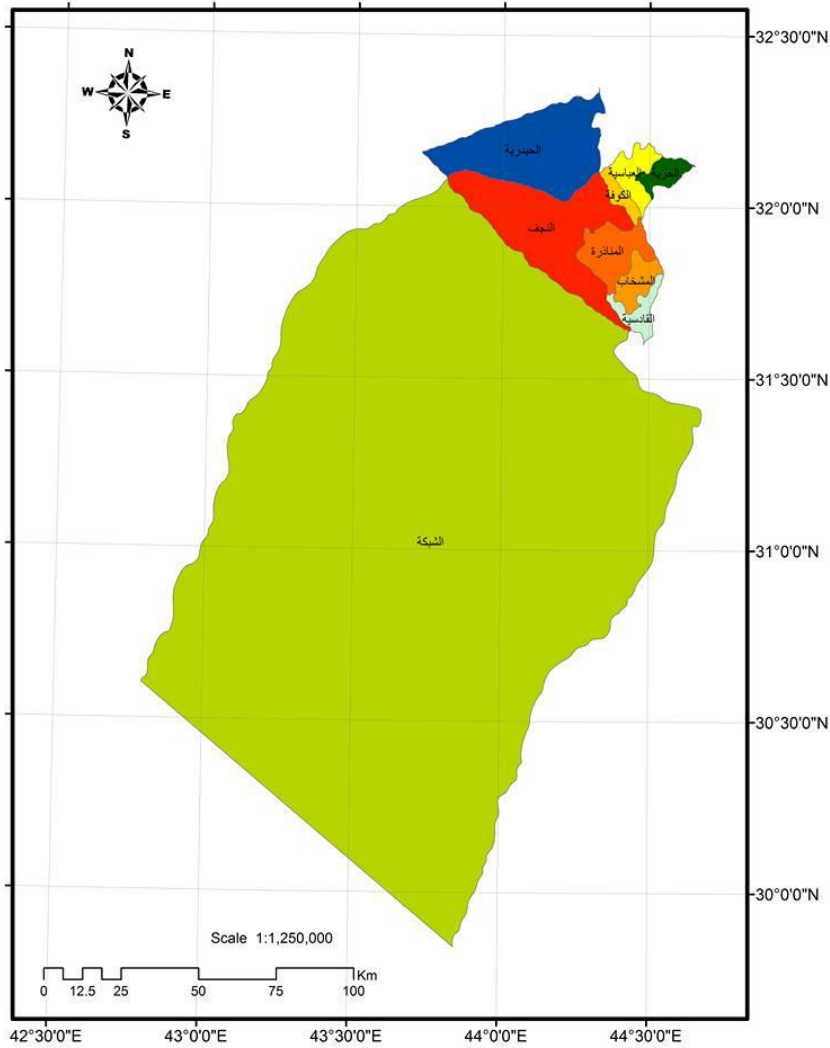 N
W E
S
32°30'0"N
الحيدرية
العباسية
الحرية
الكوفة
32°0'0"N
النجف
المناذرة
المشخاب
القادسية
31°30'0"N
الشبكة
31°0'0"N
30°30'0"N
30°0'0"N
Scale 1:1,250,000
Km
0 12.5 25 50 75 100
42°30'0"E 43°0'0"E 43°30'0"E 44°0'0"E 44°30'0"E